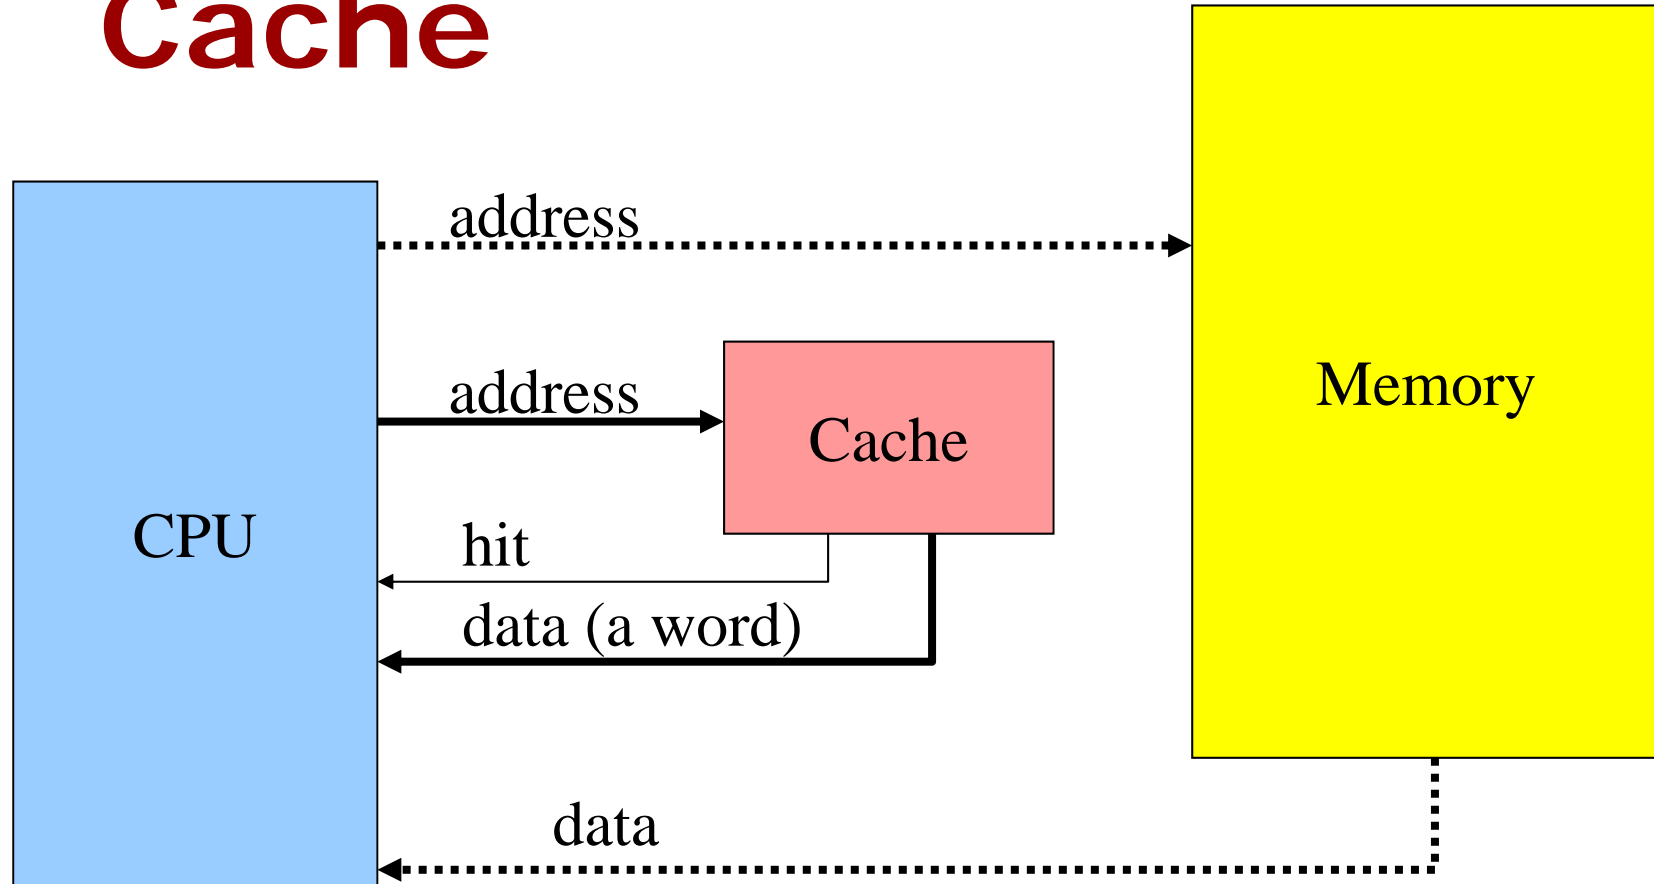 Cache
address
address
Cache
Memory
CPU
hit
data (a word)
data